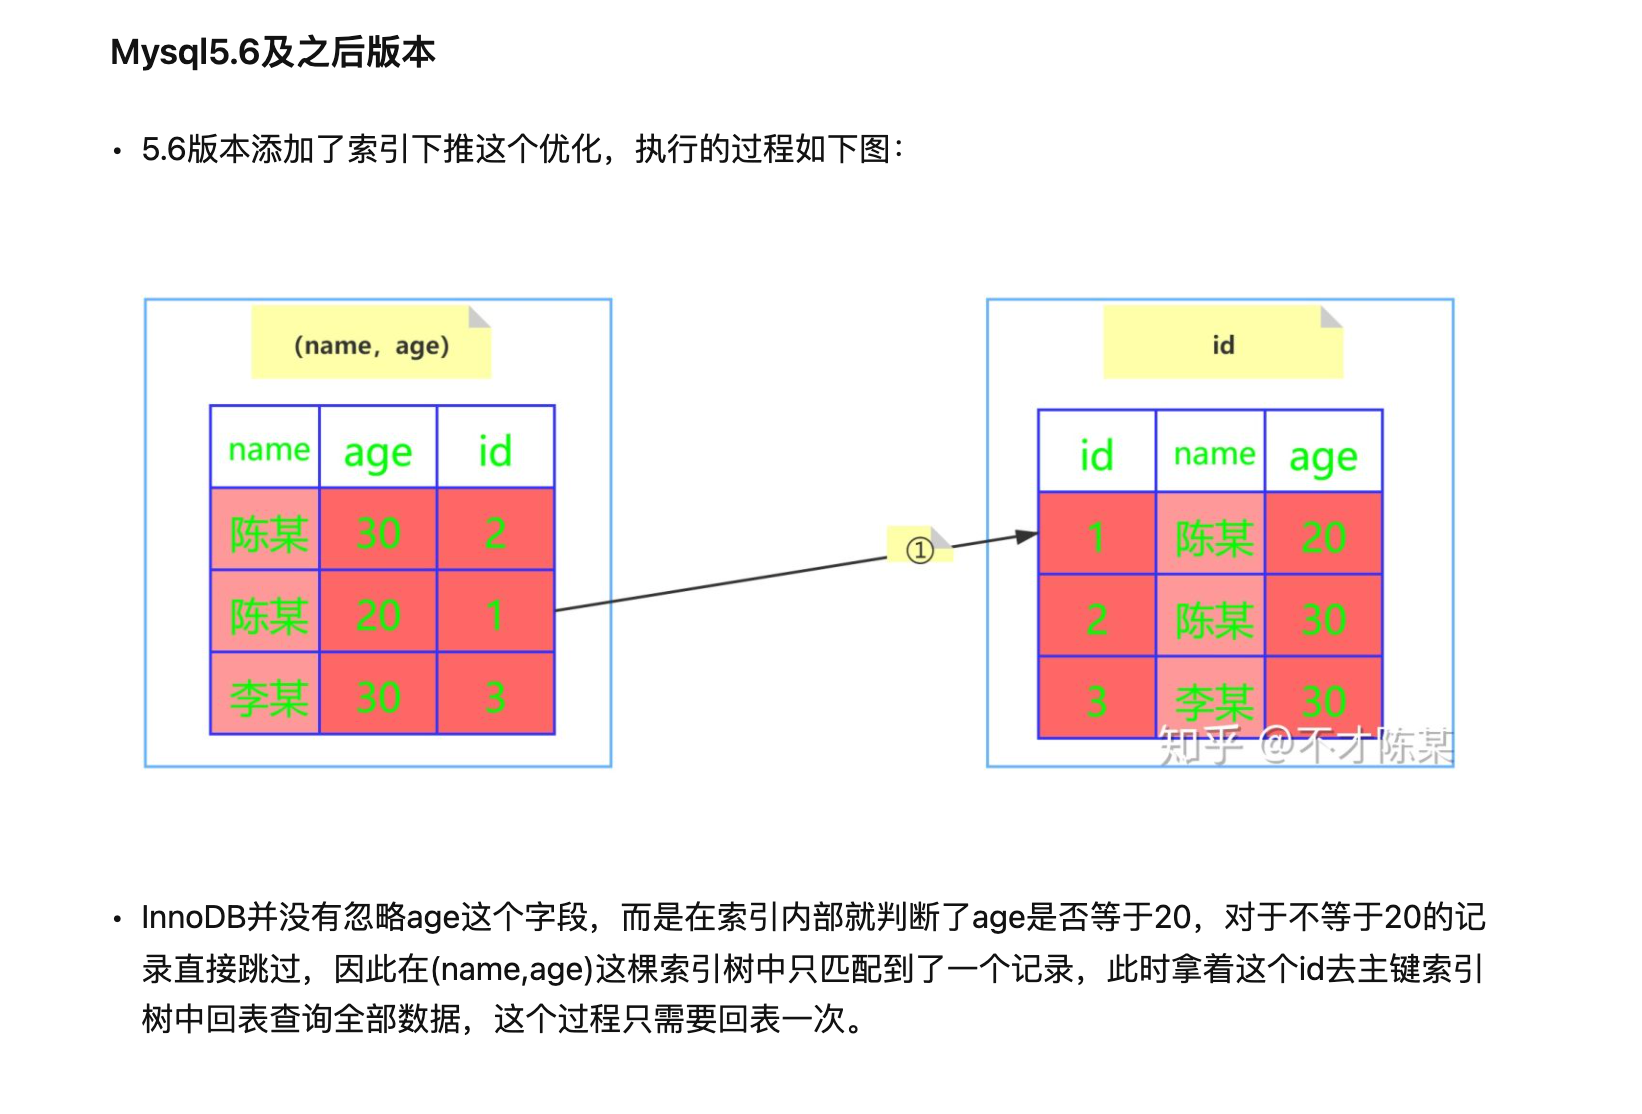 Mysql5.6及之后版本
• 5.6版本添加了索引下推这个优化，执行的过程如下图：
（name，age）
name age id
陈某 30 2
陈某 20 1
李某 30 3
①
id
id name age
1 陈某 20
2 陈某 30
3 李某 30
知乎 @不才陈某
• InnoDB并没有忽略age这个字段，而是在索引内部就判断了age是否等于20，对于不等于20的记
录直接跳过，因此在(name,age)这棵索引树中只匹配到了一个记录，此时拿着这个id去主键索引
树中回表查询全部数据，这个过程只需要回表一次。